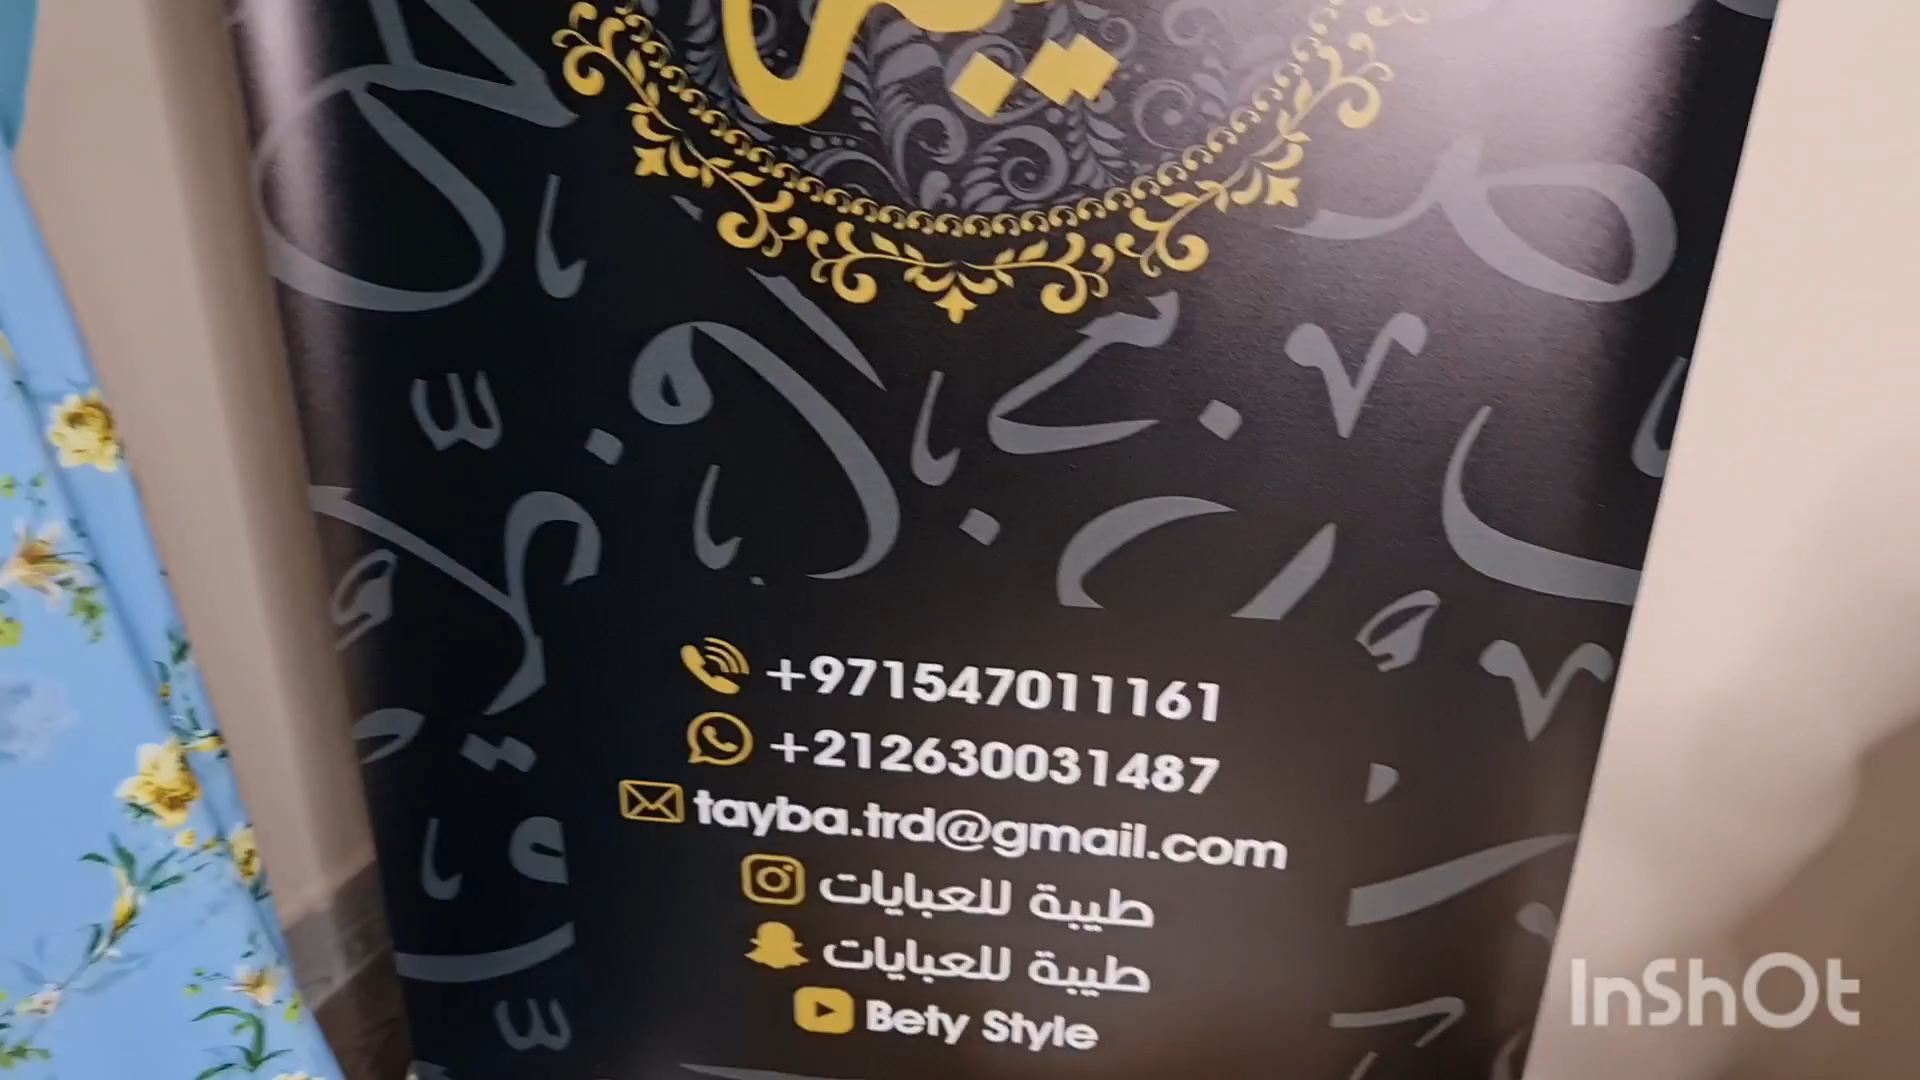 +971547011161
+212630031487
tayba.trd@gmail.com
طيبة للعبايات
طيبة للعبايات
Bety Style
InShOt